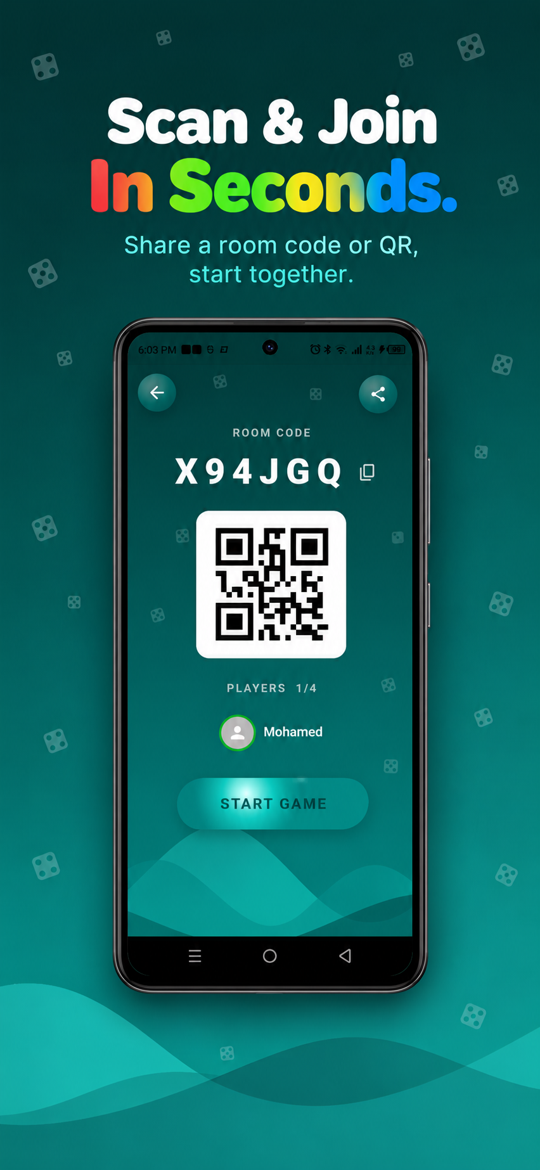 Scan & Join
In Seconds.
Share a room code or QR,
start together.
6:03 PM
ROOM CODE
X94JGQ
PLAYERS 1/4
Mohamed
START GAME